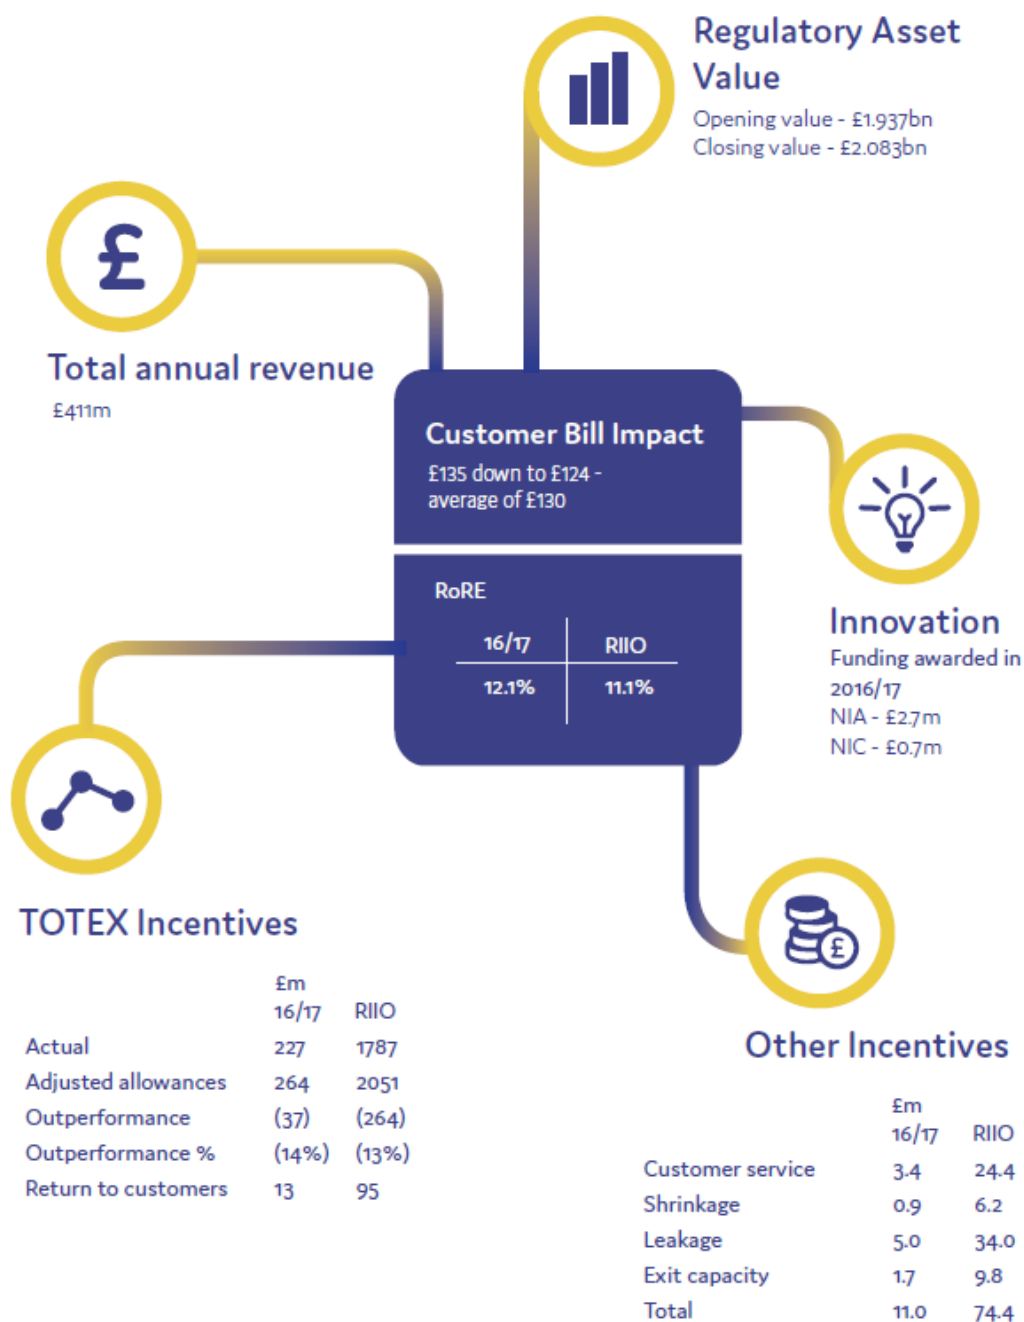 Regulatory Asset
Value
Opening value - £1.937bn
Closing value - £2.083bn
£
Total annual revenue
£411m
Customer Bill Impact
£135 down to £124 -
average of £130
RoRE
16/17 RIIO
12.1% 11.1%
Innovation
Funding awarded in
2016/17
NIA - £2.7m
NIC - £0.7m
TOTEX Incentives
£m
16/17 RIIO
Actual 227 1787
Adjusted allowances 264 2051
Outperformance (37) (264)
Outperformance % (14%) (13%)
Return to customers 13 95
£
Other Incentives
£m
16/17 RIIO
Customer service 3.4 24.4
Shrinkage 0.9 6.2
Leakage 5.0 34.0
Exit capacity 1.7 9.8
Total 11.0 74.4